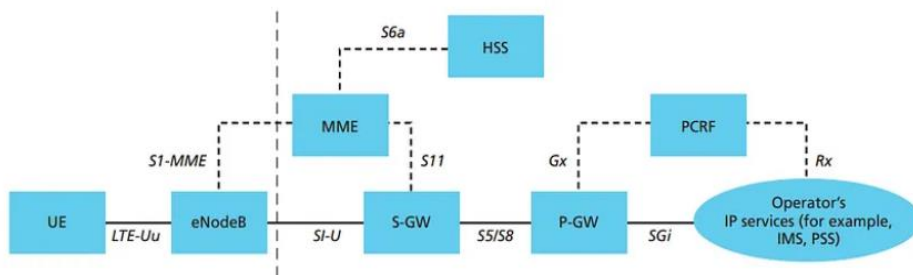 S6a
HSS
MME
PCRF
S1-MME
S11
Gx
Rx
UE
LTE-Uu
eNodeB
SI-U
S-GW
S5/S8
P-GW
SGi
Operator's
IP services (for example,
IMS, PSS)